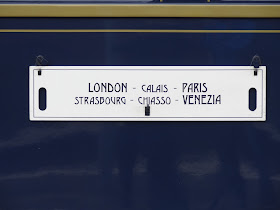 LONDON - CALAIS - PARIS
STRASBOURG - CHIASSO - VENEZIA